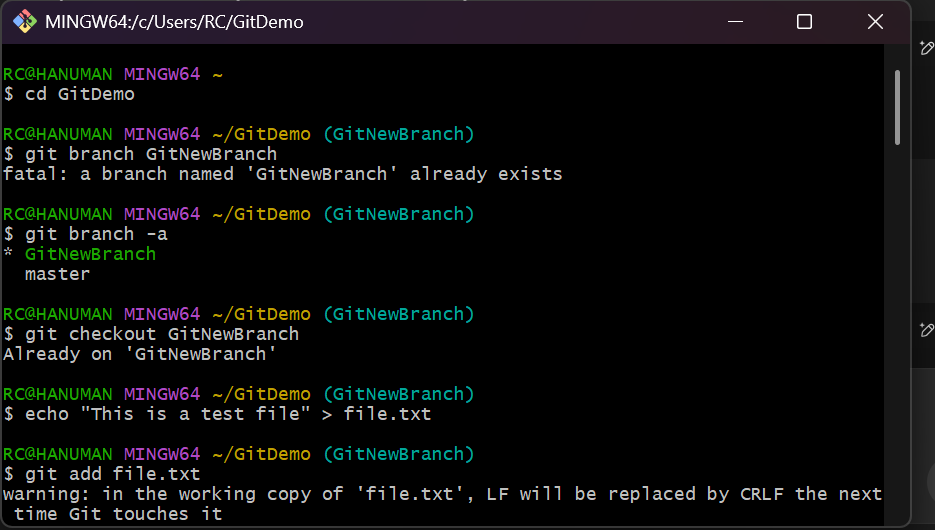 MINGW64:/c/Users/RC/GitDemo
RC@HANUMAN MINGW64 ~
$ cd GitDemo
RC@HANUMAN MINGW64 ~/GitDemo (GitNewBranch)
$ git branch GitNewBranch
fatal: a branch named 'GitNewBranch' already exists
RC@HANUMAN MINGW64 ~/GitDemo (GitNewBranch)
$ git branch -a
* GitNewBranch
  master
RC@HANUMAN MINGW64 ~/GitDemo (GitNewBranch)
$ git checkout GitNewBranch
Already on 'GitNewBranch'
RC@HANUMAN MINGW64 ~/GitDemo (GitNewBranch)
$ echo "This is a test file" > file.txt
RC@HANUMAN MINGW64 ~/GitDemo (GitNewBranch)
$ git add file.txt
warning: in the working copy of 'file.txt', LF will be replaced by CRLF the next
 time Git touches it